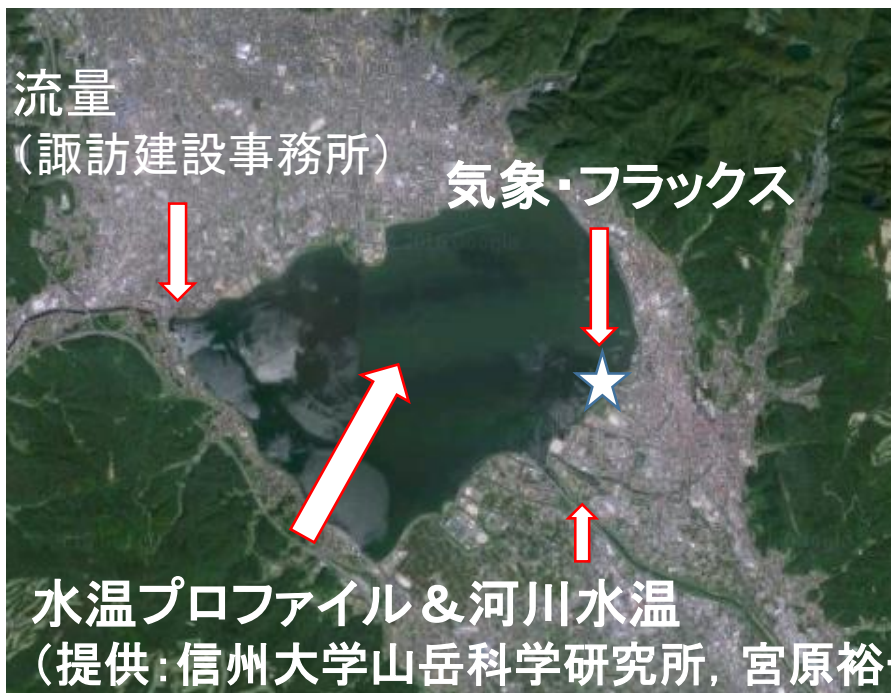 流量
(諏訪建設事務所)
気象・フラックス
水温プロファイル&河川水温
(提供:信州大学山岳科学研究所, 宮原裕